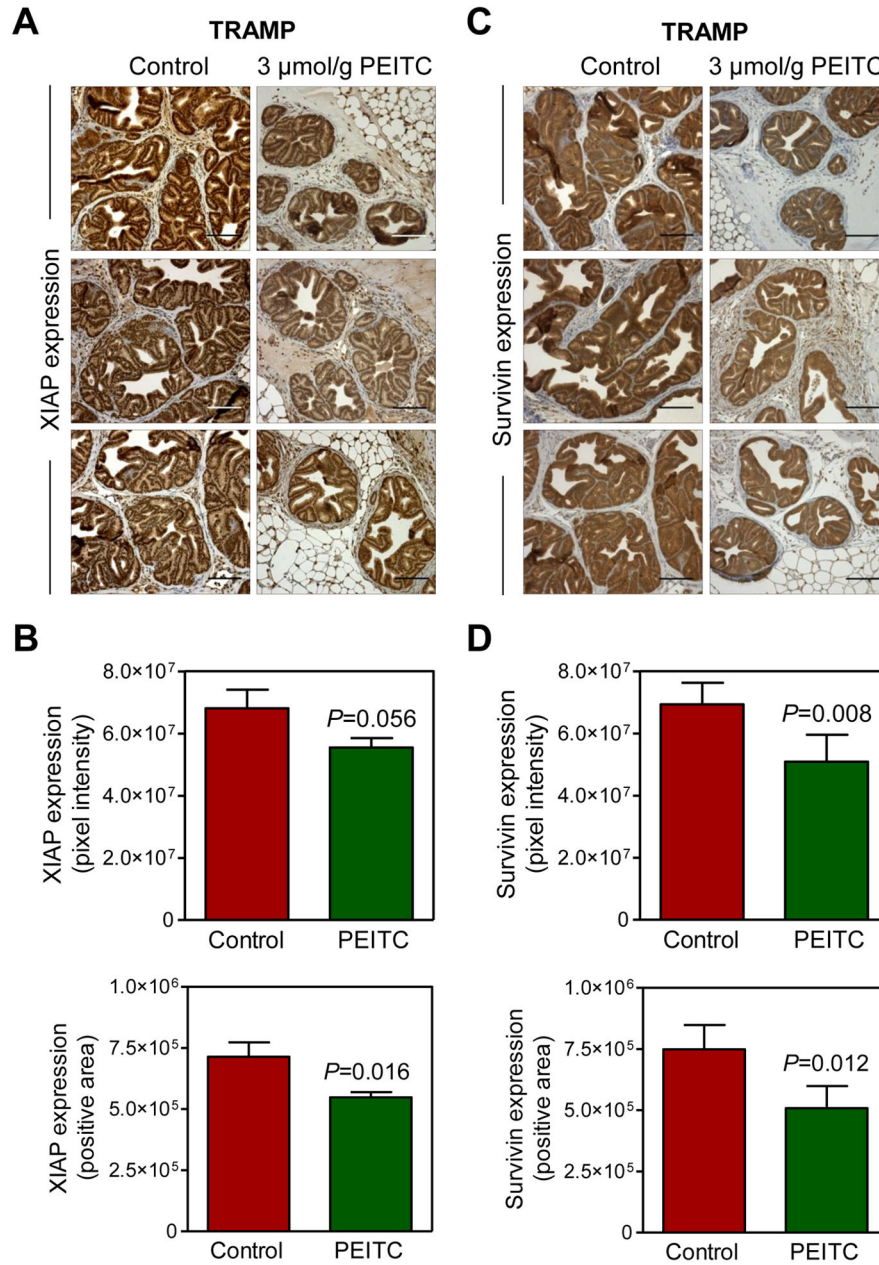 A
TRAMP
Control
3 μmol/g PEITC
XIAP expression
C
TRAMP
Control
3 μmol/g PEITC
Survivin expression
B
XIAP expression
(pixel intensity)
8.0×10⁷
6.0×10⁷
4.0×10⁷
2.0×10⁷
0
P=0.056
Control
PEITC
XIAP expression
(positive area)
1.0×10⁶
7.5×10⁵
5.0×10⁵
2.5×10⁵
0
P=0.016
Control
PEITC
D
Survivin expression
(pixel intensity)
8.0×10⁷
6.0×10⁷
4.0×10⁷
2.0×10⁷
0
P=0.008
Control
PEITC
Survivin expression
(positive area)
1.0×10⁶
7.5×10⁵
5.0×10⁵
2.5×10⁵
0
P=0.012
Control
PEITC